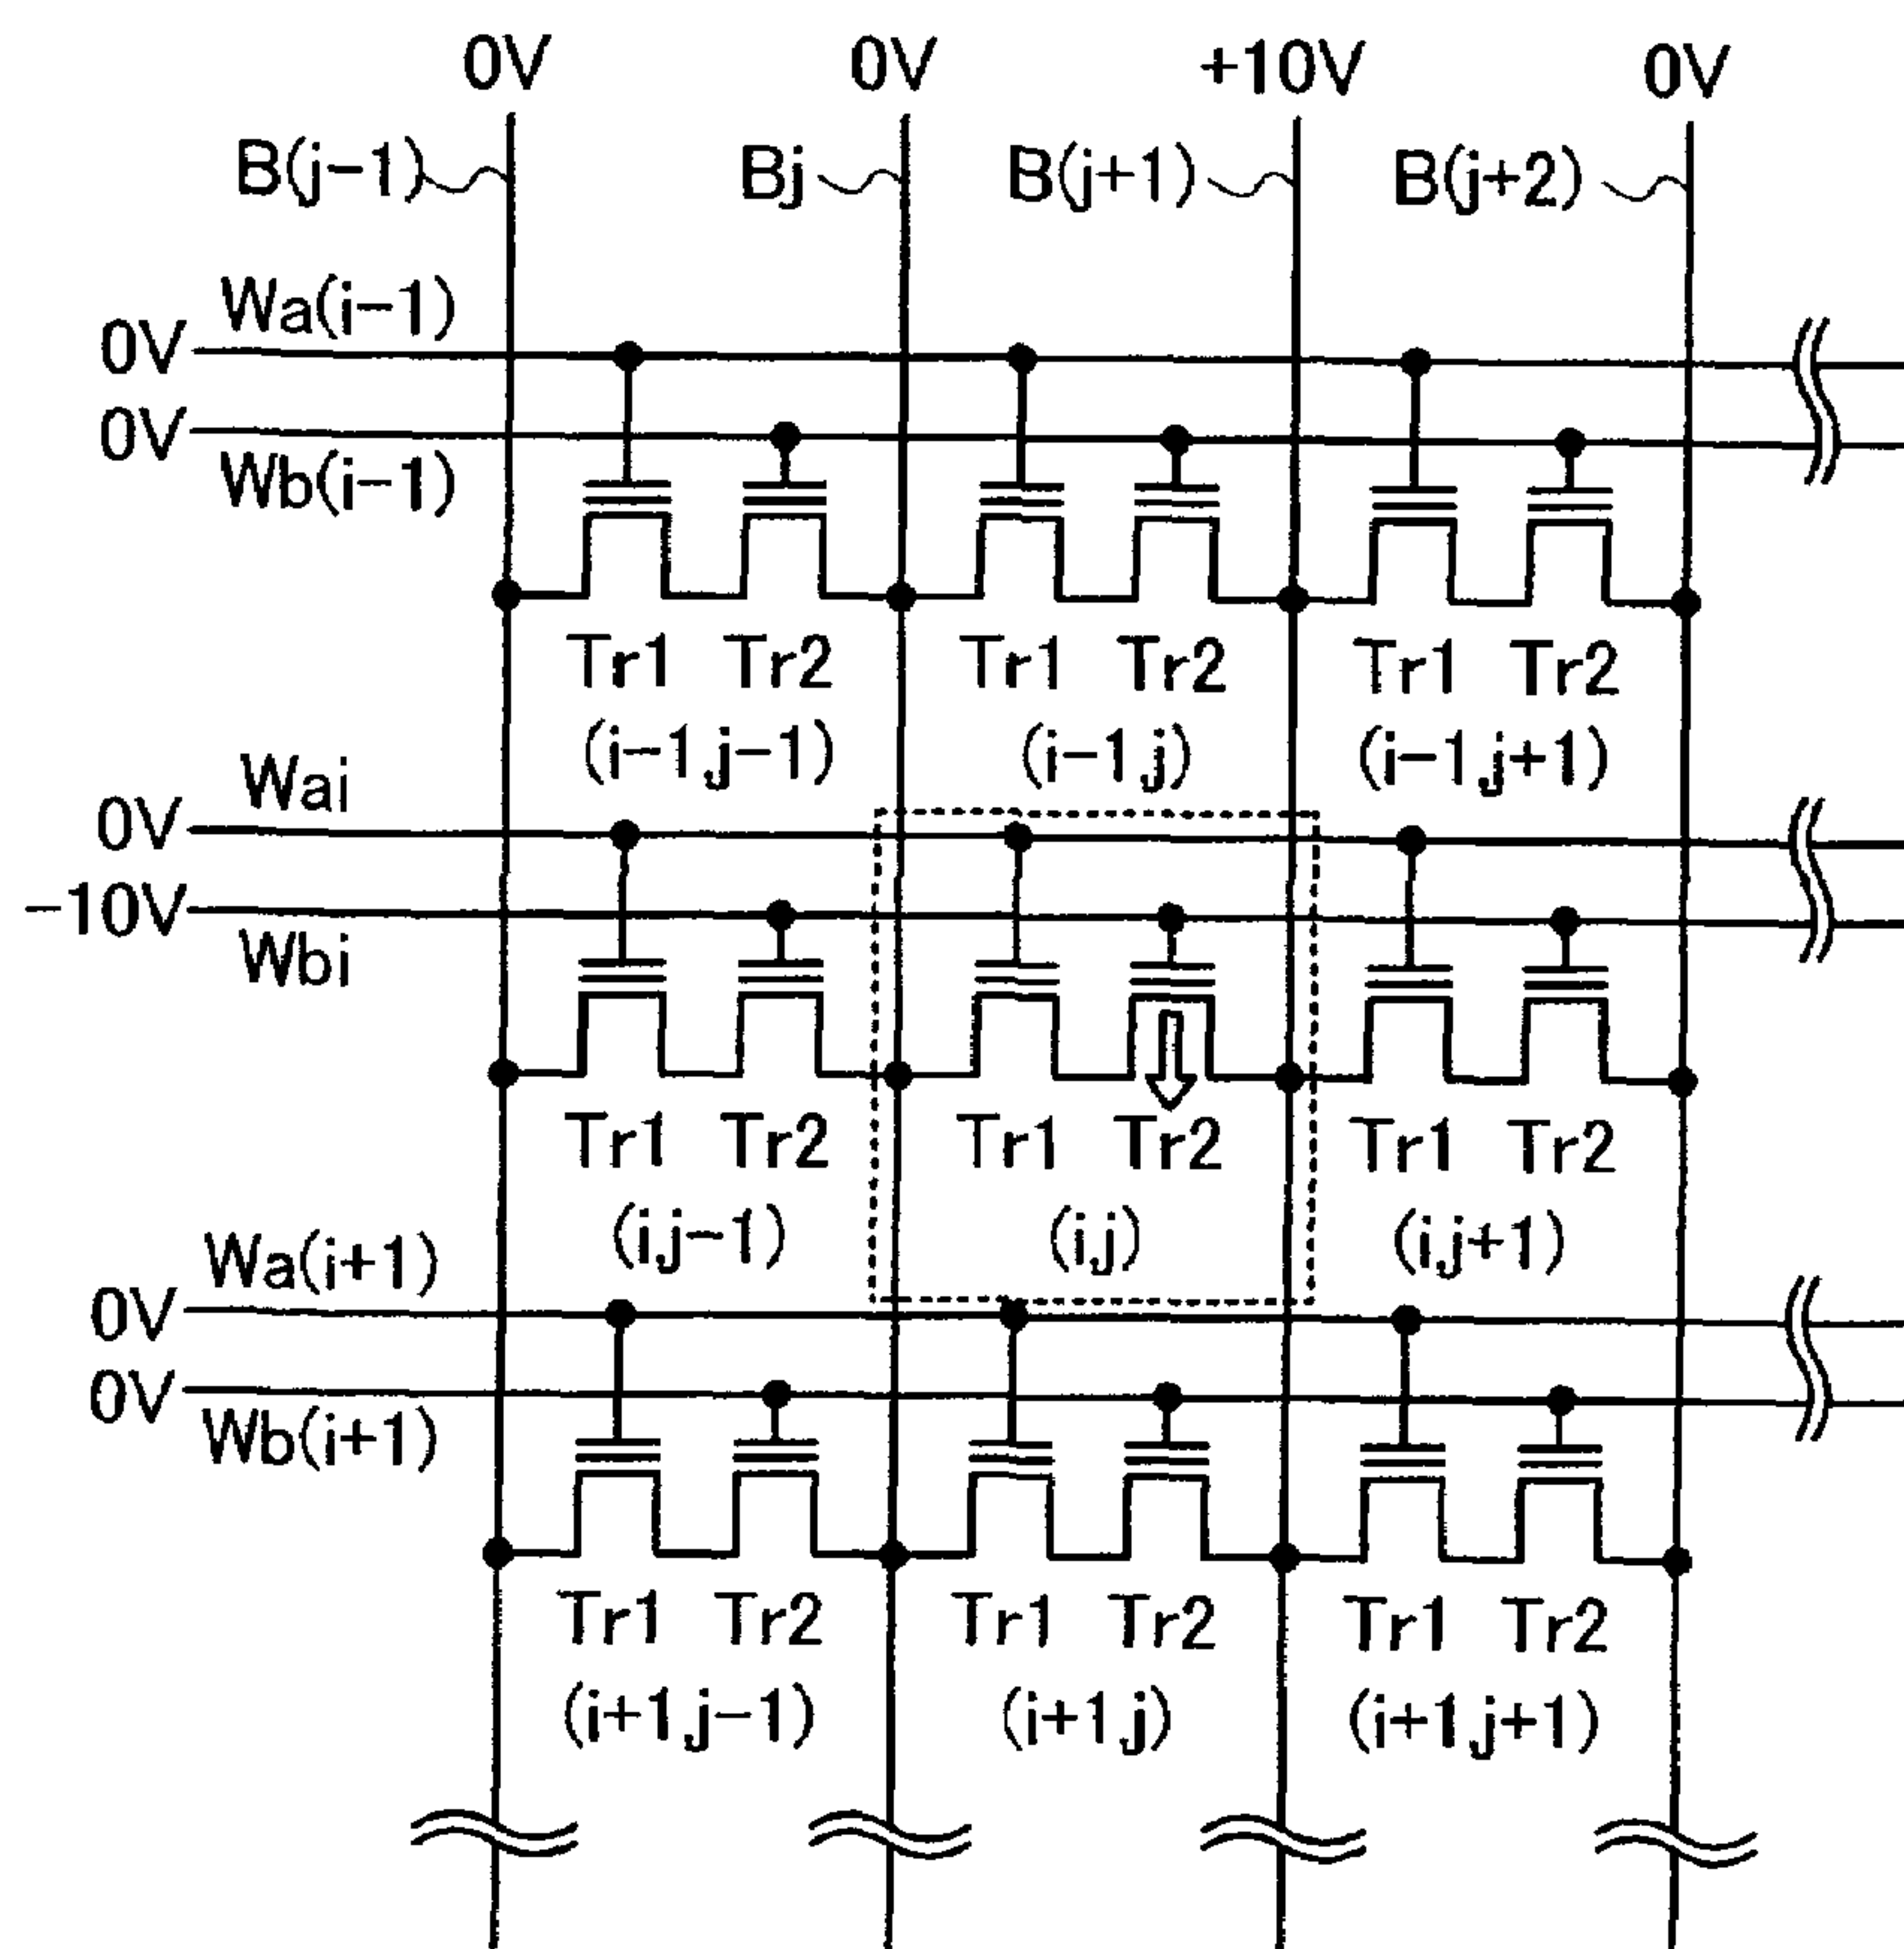 0V 0V +10V 0V
B(j-1) Bj B(j+1) B(j+2)
Wa(i-1)
0V
0V
Wb(i-1)
Tr1 Tr2 Tr1 Tr2 Tr1 Tr2
(i-1,j-1) (i-1,j) (i-1,j+1)
Wai
0V
-10V
Wbi
Tr1 Tr2 Tr1 Tr2 Tr1 Tr2
(i,j-1) (i,j) (i,j+1)
Wa(i+1)
0V
0V
Wb(i+1)
Tr1 Tr2 Tr1 Tr2 Tr1 Tr2
(i+1,j-1) (i+1,j) (i+1,j+1)